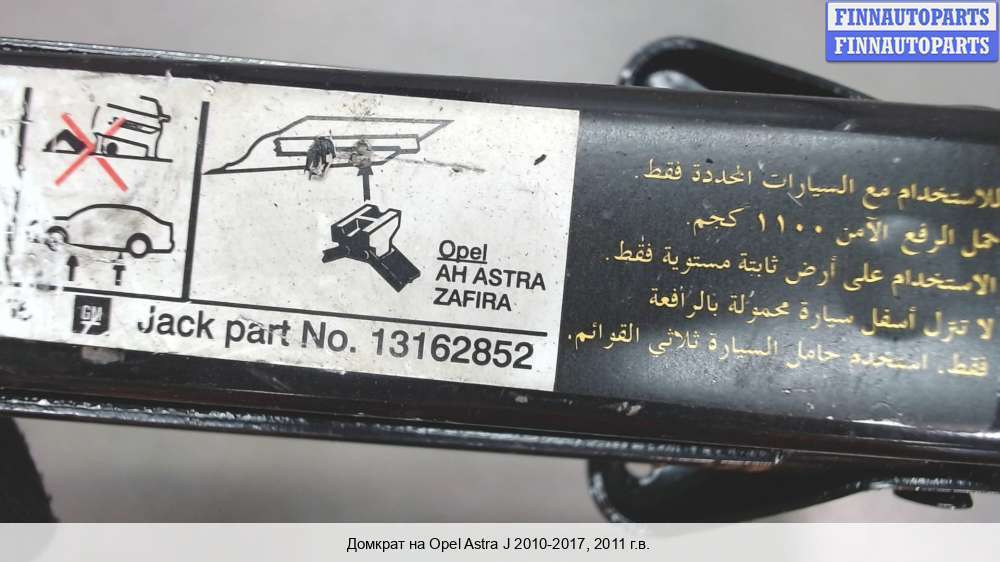 FINNAUTOPARTS
FINNAUTOPARTS
Opel
AH ASTRA
ZAFIRA
GM
Jack part No. 13162852
للاستخدام مع السيارات المحددة فقط.
حمل الرفع الآمن ١١٠٠ كجم.
الاستخدام على أرض ثابتة مستوية فقط.
لا تنزل أسفل سيارة محمولة بالرافعة
فقط. استخدم حامل السيارة ثلاثي القوائم.
Домкрат на Opel Astra J 2010-2017, 2011 г.в.